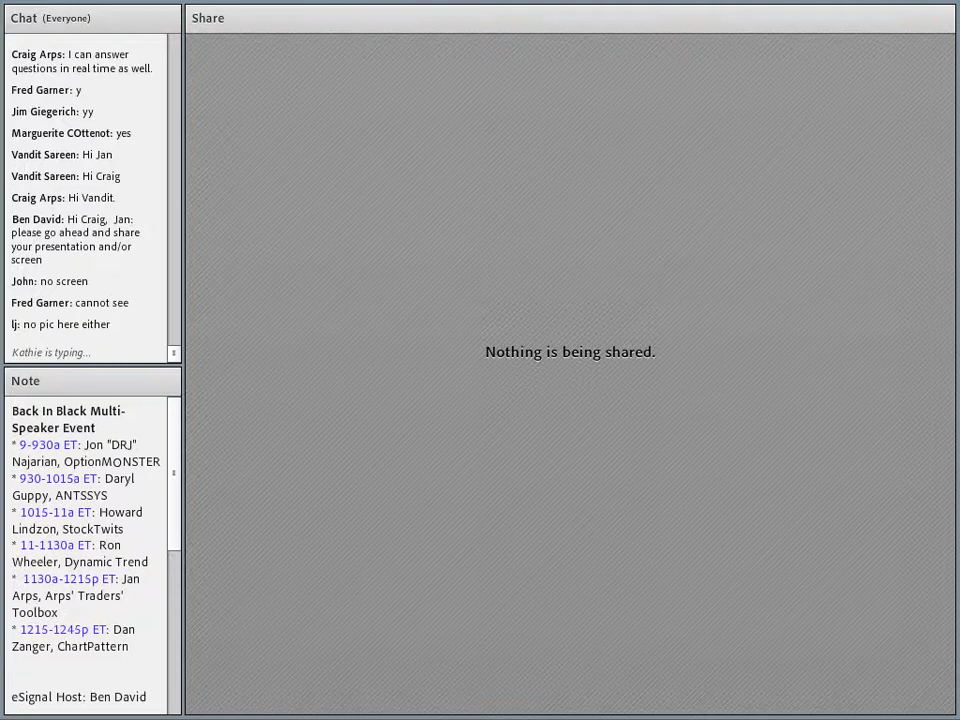 Chat (Everyone)
Craig Arps: I can answer
questions in real time as well.
Fred Garner: y
Jim Giegerich: yy
Marguerite COttenot: yes
Vandit Sareen: Hi Jan
Vandit Sareen: Hi Craig
Craig Arps: Hi Vandit.
Ben David: Hi Craig, Jan:
please go ahead and share
your presentation and/or
screen
John: no screen
Fred Garner: cannot see
lj: no pic here either
Kathie is typing...
Note
Back In Black Multi-
Speaker Event
* 9-930a ET: Jon "DRJ"
Najarian, OptionMONSTER
* 930-1015a ET: Daryl
Guppy, ANTSSYS
* 1015-11a ET: Howard
Lindzon, StockTwits
* 11-1130a ET: Ron
Wheeler, Dynamic Trend
* 1130a-1215p ET: Jan
Arps, Arps' Traders'
Toolbox
* 1215-1245p ET: Dan
Zanger, ChartPattern
eSignal Host: Ben David
Share
Nothing is being shared.